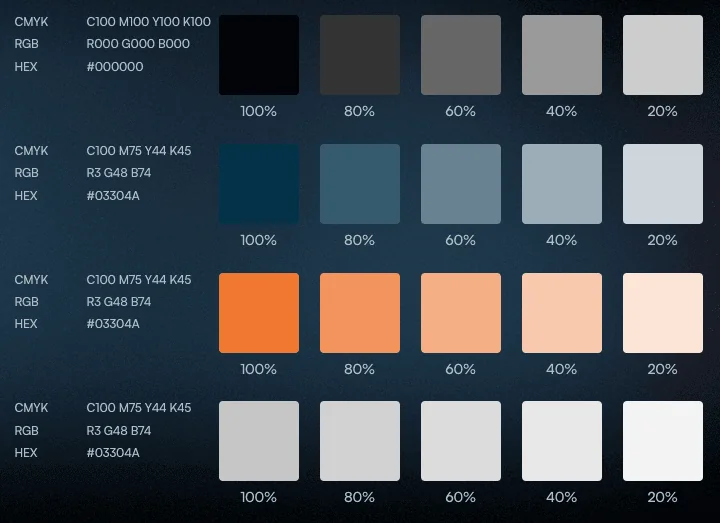 CMYK C100 M100 Y100 K100
RGB R000 G000 B000
HEX #000000
100% 80% 60% 40% 20%
CMYK C100 M75 Y44 K45
RGB R3 G48 B74
HEX #03304A
100% 80% 60% 40% 20%
CMYK C100 M75 Y44 K45
RGB R3 G48 B74
HEX #03304A
100% 80% 60% 40% 20%
CMYK C100 M75 Y44 K45
RGB R3 G48 B74
HEX #03304A
100% 80% 60% 40% 20%